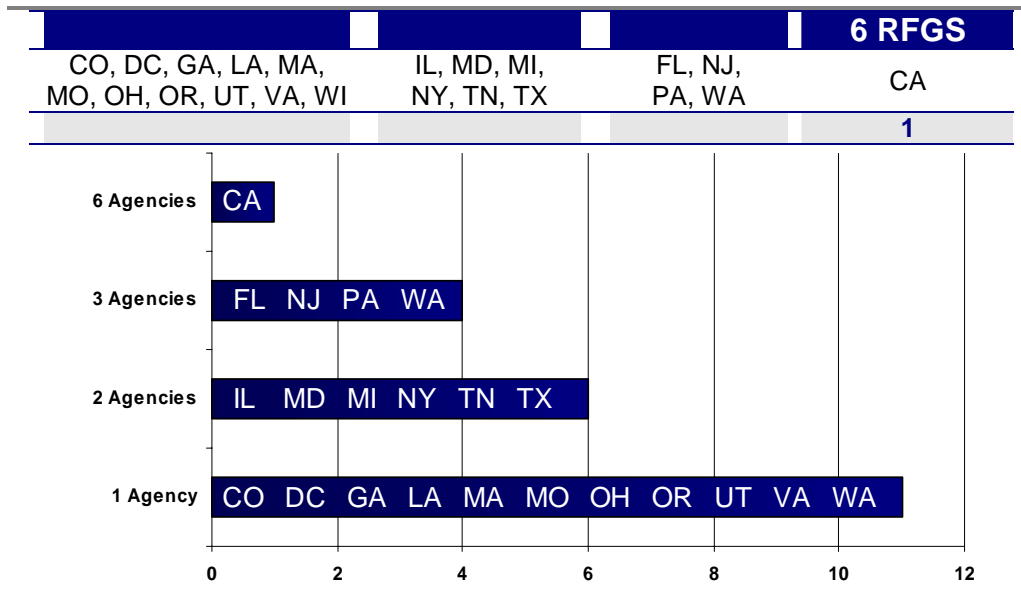 6 RFGS
CO, DC, GA, LA, MA,
MO, OH, OR, UT, VA, WI
IL, MD, MI,
NY, TN, TX
FL, NJ,
PA, WA
CA
1
6 Agencies
CA
3 Agencies
FL NJ PA WA
2 Agencies
IL MD MI NY TN TX
1 Agency
CO DC GA LA MA MO OH OR UT VA WA
0 2 4 6 8 10 12